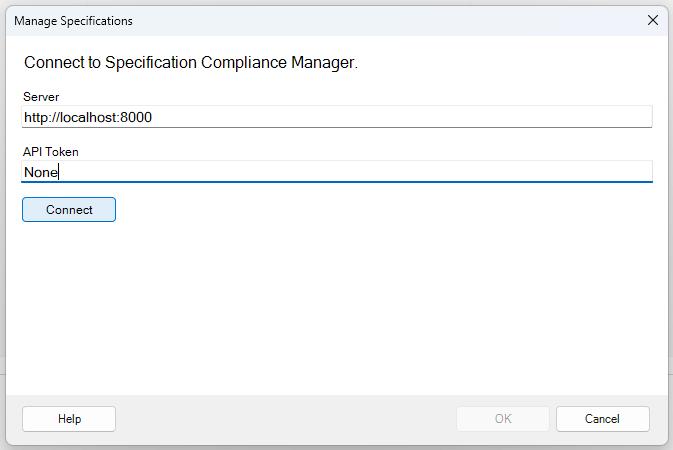 Manage Specifications
Connect to Specification Compliance Manager.
Server
http://localhost:8000
API Token
None
Connect
Help
OK
Cancel